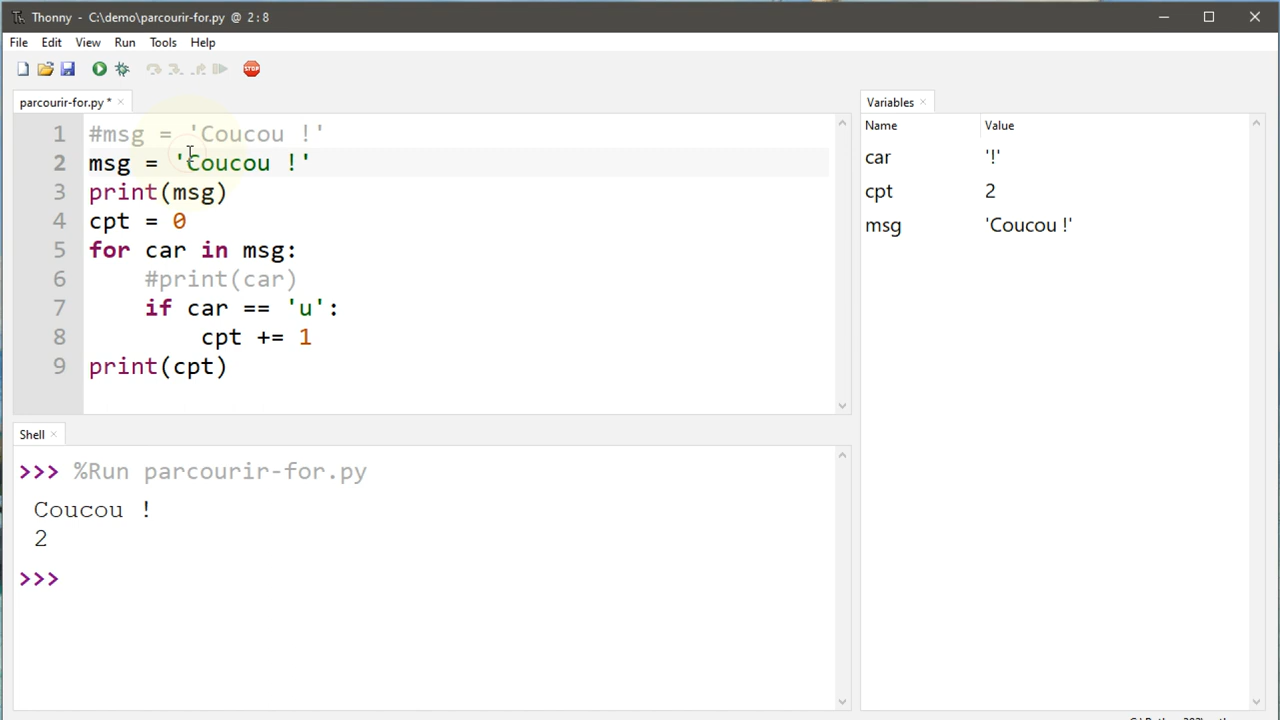 Thonny - C:\demo\parcourir-for.py @ 2:8
File Edit View Run Tools Help
STOP
parcourir-for.py *
1 #msg = 'Coucou !'
2 msg = 'Coucou !'
3 print(msg)
4 cpt = 0
5 for car in msg:
6     #print(car)
7     if car == 'u':
8         cpt += 1
9 print(cpt)
Variables
Name Value
car '!'
cpt 2
msg 'Coucou !'
Shell
>>> %Run parcourir-for.py
Coucou !
2
>>>